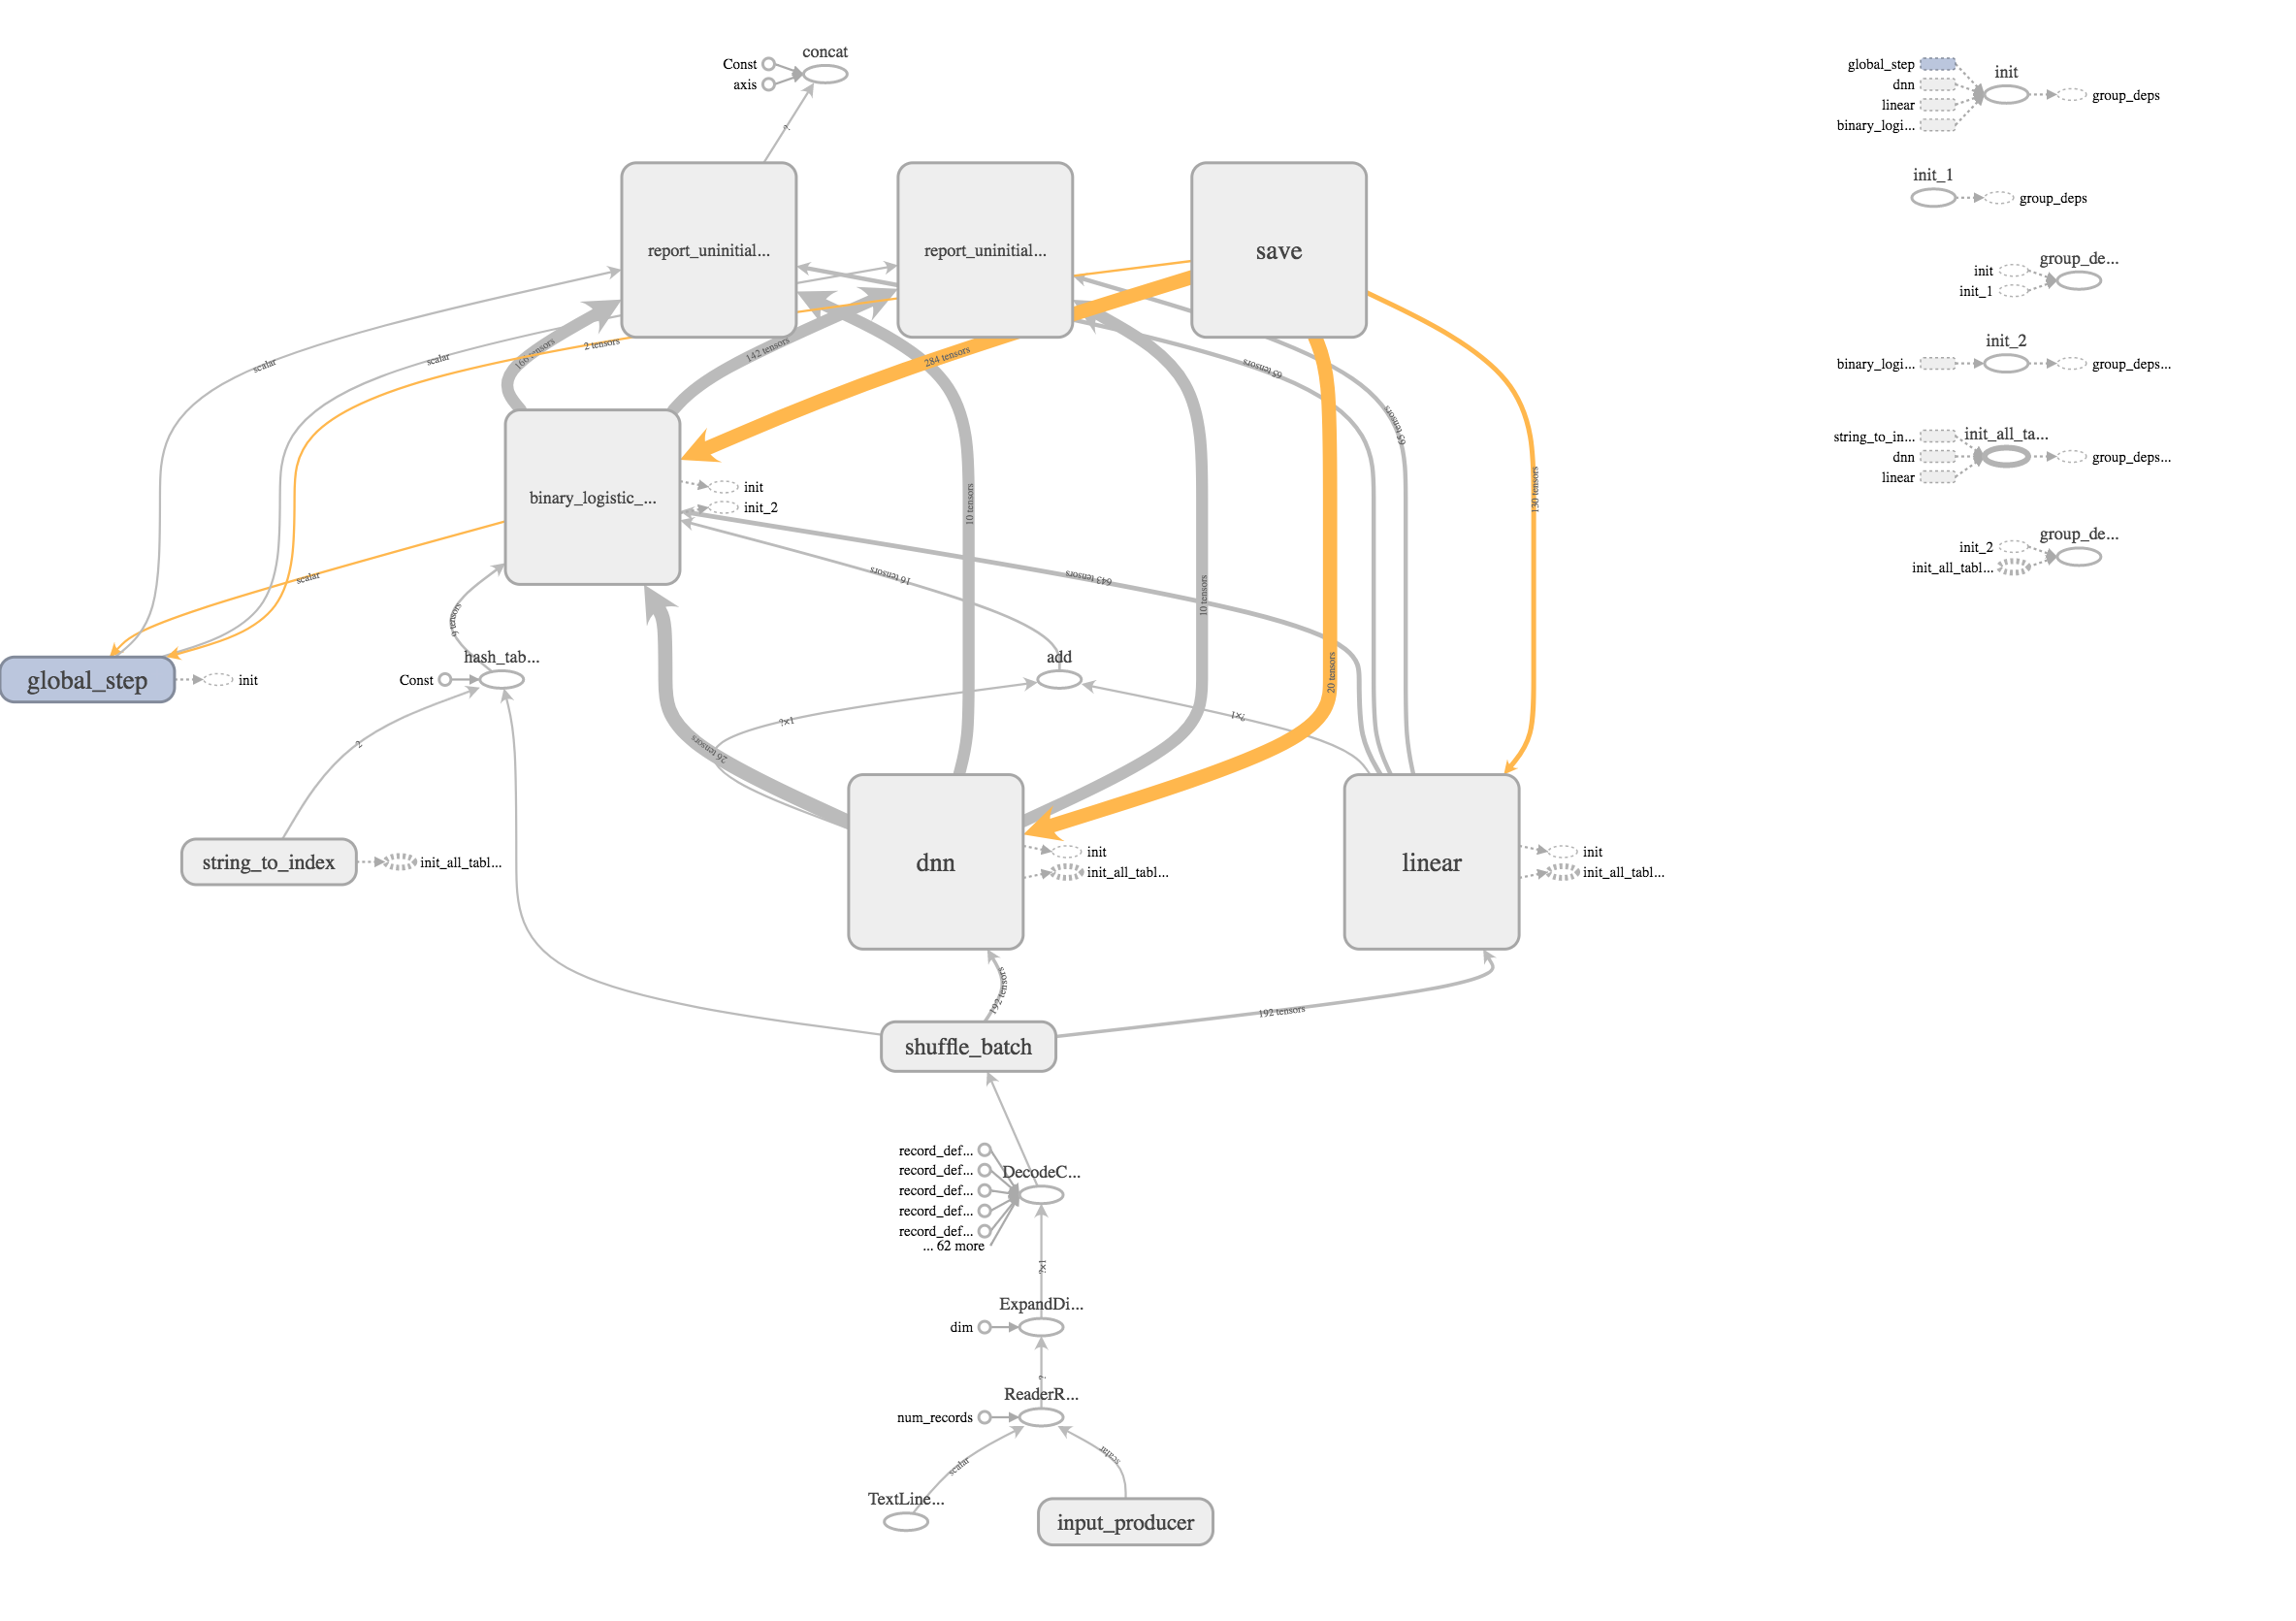 concat
Const
axis
?
report_uninitial...
report_uninitial...
save
166 tensors
2 tensors
142 tensors
284 tensors
scalar
scalar
65 tensors
65 tensors
130 tensors
binary_logistic_...
init
init_2
10 tensors
10 tensors
16 tensors
643 tensors
scalar
6 tensors
hash_tab...
Const
add
global_step
init
?x1
?x1
26 tensors
20 tensors
?
string_to_index
init_all_tabl...
dnn
init
init_all_tabl...
linear
init
init_all_tabl...
192 tensors
192 tensors
shuffle_batch
record_def...
record_def...
record_def...
record_def...
record_def...
... 62 more
DecodeC...
?x1
ExpandDi...
dim
?
ReaderR...
num_records
scalar
scalar
TextLine...
input_producer
global_step
dnn
linear
binary_logi...
init
group_deps
init_1
group_deps
group_de...
init
init_1
init_2
binary_logi...
group_deps...
string_to_in...
dnn
linear
init_all_ta...
group_deps...
group_de...
init_2
init_all_tabl...